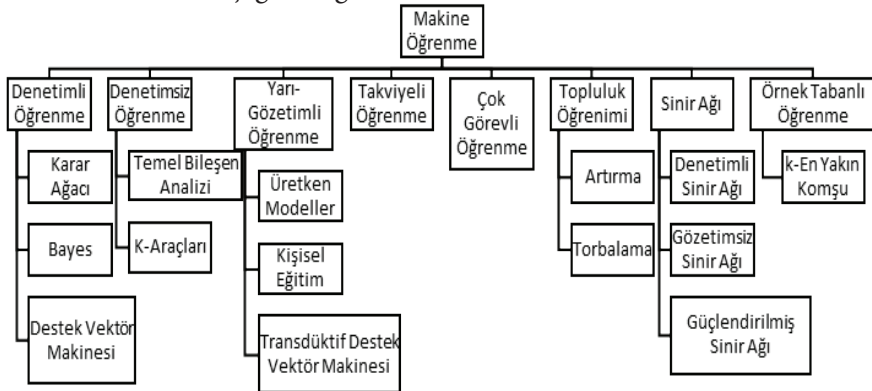 Makine
Öğrenme
Denetimli
Öğrenme
Karar
Ağacı
Bayes
Destek Vektör
Makinesi
Denetimsiz
Öğrenme
Temel Bileşen
Analizi
K-Araçları
Yarı-
Gözetimli
Öğrenme
Üretken
Modeller
Kişisel
Eğitim
Transdüktif Destek
Vektör Makinesi
Takviyeli
Öğrenme
Çok
Görevli
Öğrenme
Topluluk
Öğrenimi
Artırma
Torbalama
Sinir Ağı
Denetimli
Sinir Ağı
Gözetimsiz
Sinir Ağı
Güçlendirilmiş
Sinir Ağı
Örnek Tabanlı
Öğrenme
k-En Yakın
Komşu